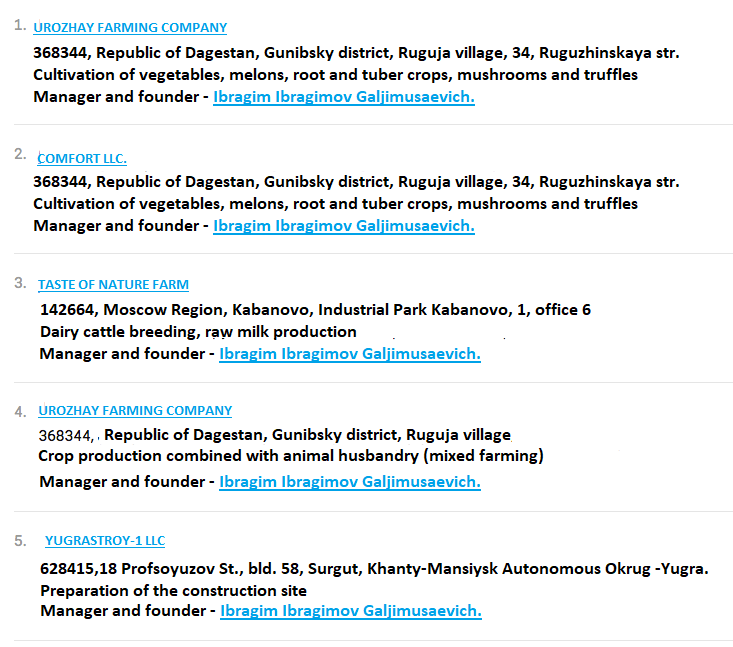 1. UROZHAY FARMING COMPANY
368344, Republic of Dagestan, Gunibsky district, Ruguja village, 34, Ruguzhinskaya str.
Cultivation of vegetables, melons, root and tuber crops, mushrooms and truffles
Manager and founder - Ibragim Ibragimov Galjimusaevich.
2. COMFORT LLC.
368344, Republic of Dagestan, Gunibsky district, Ruguja village, 34, Ruguzhinskaya str.
Cultivation of vegetables, melons, root and tuber crops, mushrooms and truffles
Manager and founder - Ibragim Ibragimov Galjimusaevich.
3. TASTE OF NATURE FARM
142664, Moscow Region, Kabanovo, Industrial Park Kabanovo, 1, office 6
Dairy cattle breeding, raw milk production
Manager and founder - Ibragim Ibragimov Galjimusaevich.
4. UROZHAY FARMING COMPANY
368344, Republic of Dagestan, Gunibsky district, Ruguja village
Crop production combined with animal husbandry (mixed farming)
Manager and founder - Ibragim Ibragimov Galjimusaevich.
5. YUGRASTROY-1 LLC
628415,18 Profsoyuzov St., bld. 58, Surgut, Khanty-Mansiysk Autonomous Okrug -Yugra.
Preparation of the construction site
Manager and founder - Ibragim Ibragimov Galjimusaevich.